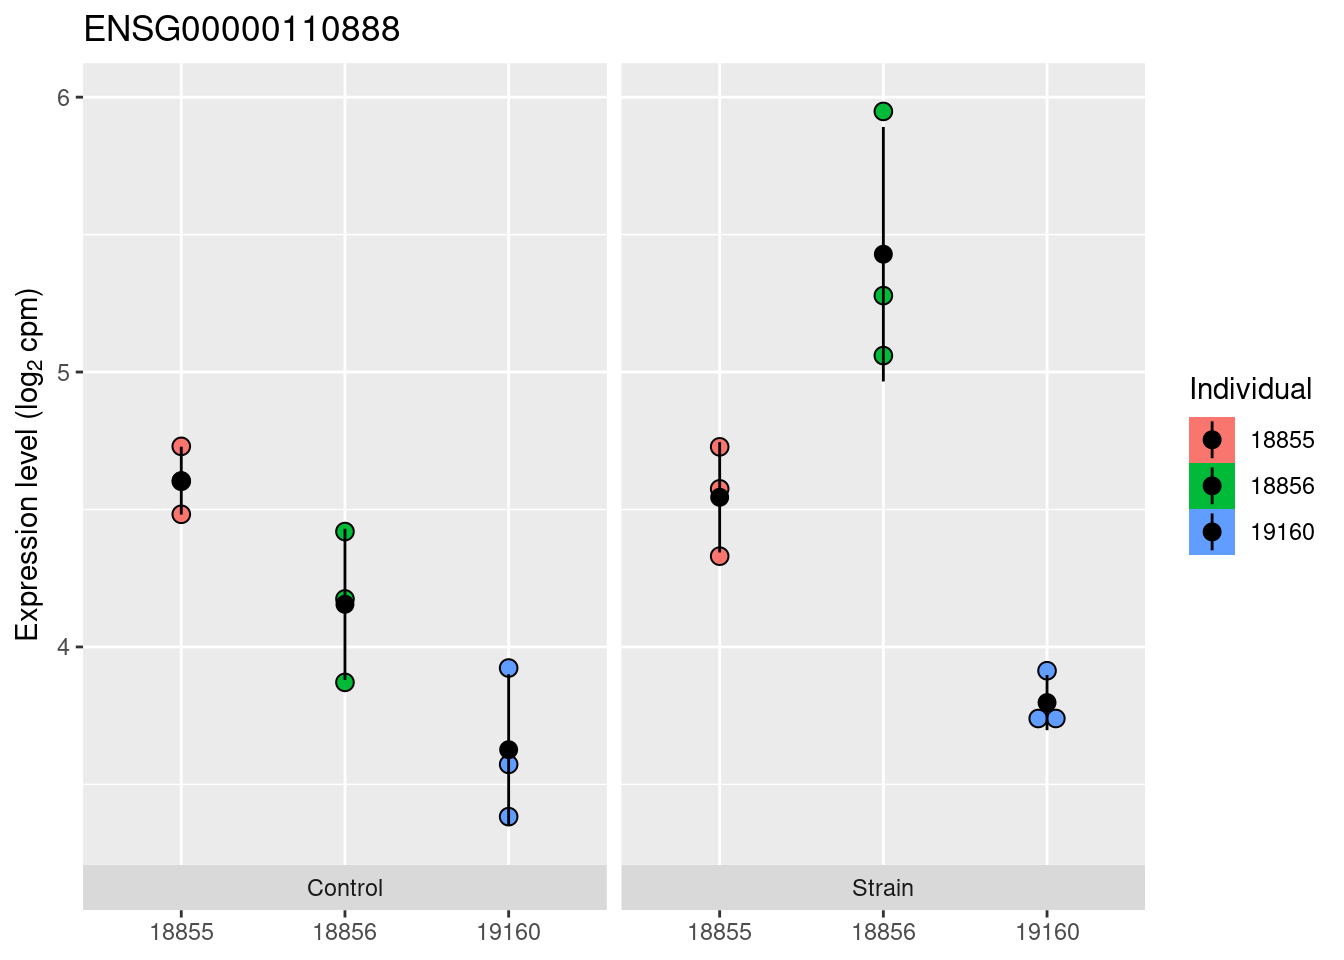 ENSG00000110888
Expression level (log₂ cpm)
6
5
4
Control
Strain
18855 18856 19160
18855 18856 19160
Individual
18855
18856
19160